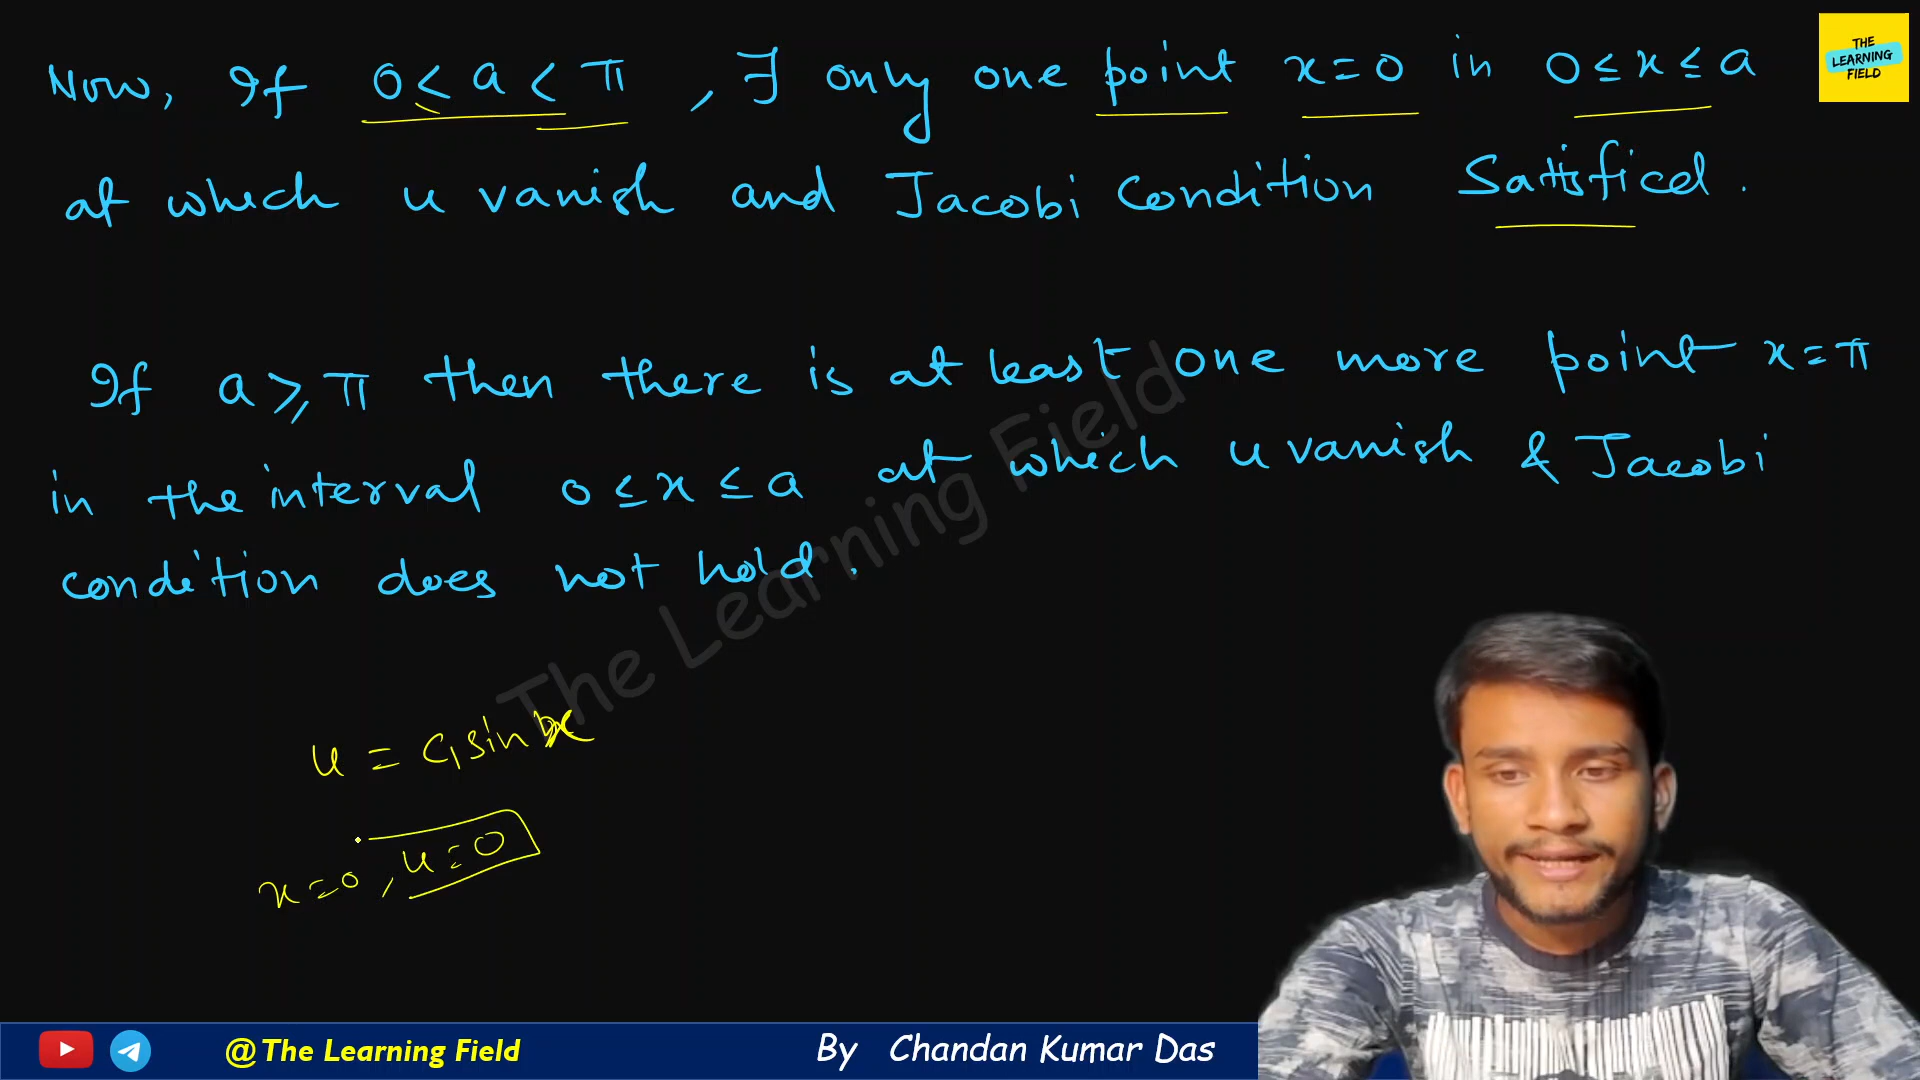 Now, If 0 < a < π, ∃ only one point x = 0 in 0 ≤ x ≤ a
THE LEARNING FIELD
at which u vanish and Jacobi Condition Satisfied.
If a ≥ π then there is at least one more point x = π
in the interval 0 ≤ x ≤ a at which u vanish & Jacobi
condition does not hold.
The Learning Field
u = c₁ sin x
x = 0, u = 0
@The Learning Field
By Chandan Kumar Das